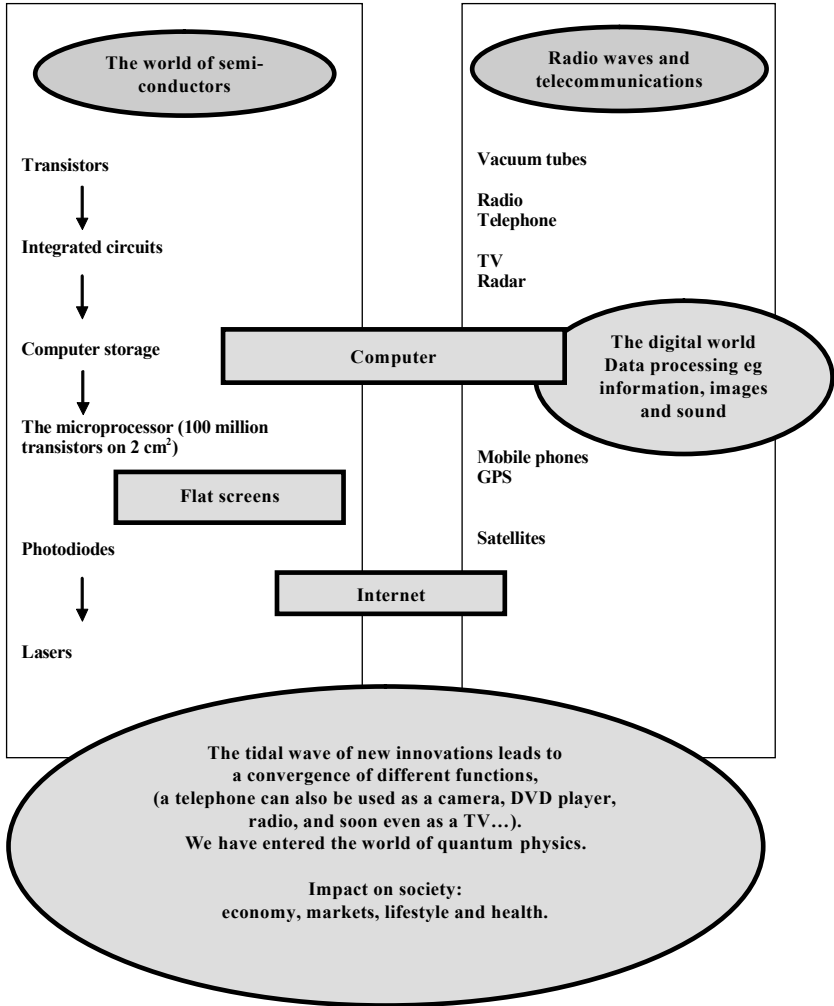 The world of semi-
conductors
Transistors
Integrated circuits
Computer storage
The microprocessor (100 million
transistors on 2 cm²)
Flat screens
Photodiodes
Lasers
Radio waves and
telecommunications
Vacuum tubes
Radio
Telephone
TV
Radar
Computer
The digital world
Data processing eg
information, images
and sound
Mobile phones
GPS
Satellites
Internet
The tidal wave of new innovations leads to
a convergence of different functions,
(a telephone can also be used as a camera, DVD player,
radio, and soon even as a TV…).
We have entered the world of quantum physics.
Impact on society:
economy, markets, lifestyle and health.